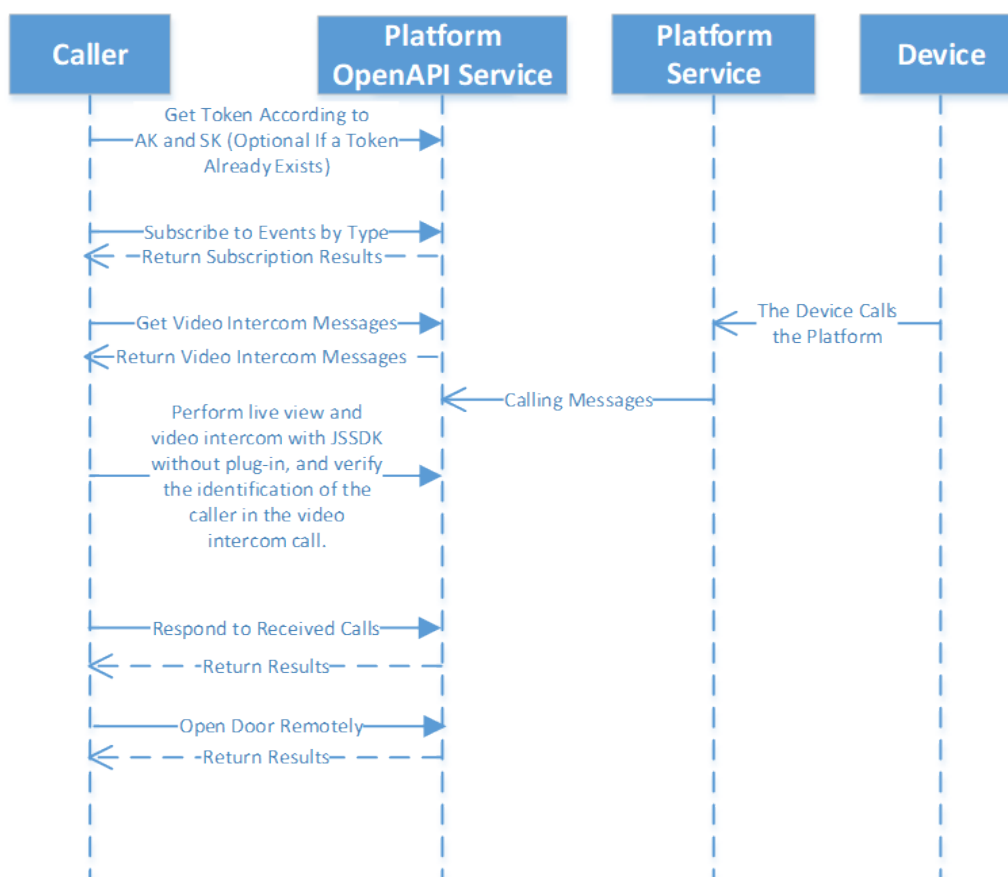 Caller
Platform
OpenAPI Service
Platform
Service
Device
Get Token According to
AK and SK (Optional If a Token
Already Exists)
Subscribe to Events by Type
Return Subscription Results
Get Video Intercom Messages
The Device Calls
the Platform
Return Video Intercom Messages
Calling Messages
Perform live view and
video intercom with JSSDK
without plug-in, and verify
the identification of the
caller in the video
intercom call.
Respond to Received Calls
Return Results
Open Door Remotely
Return Results